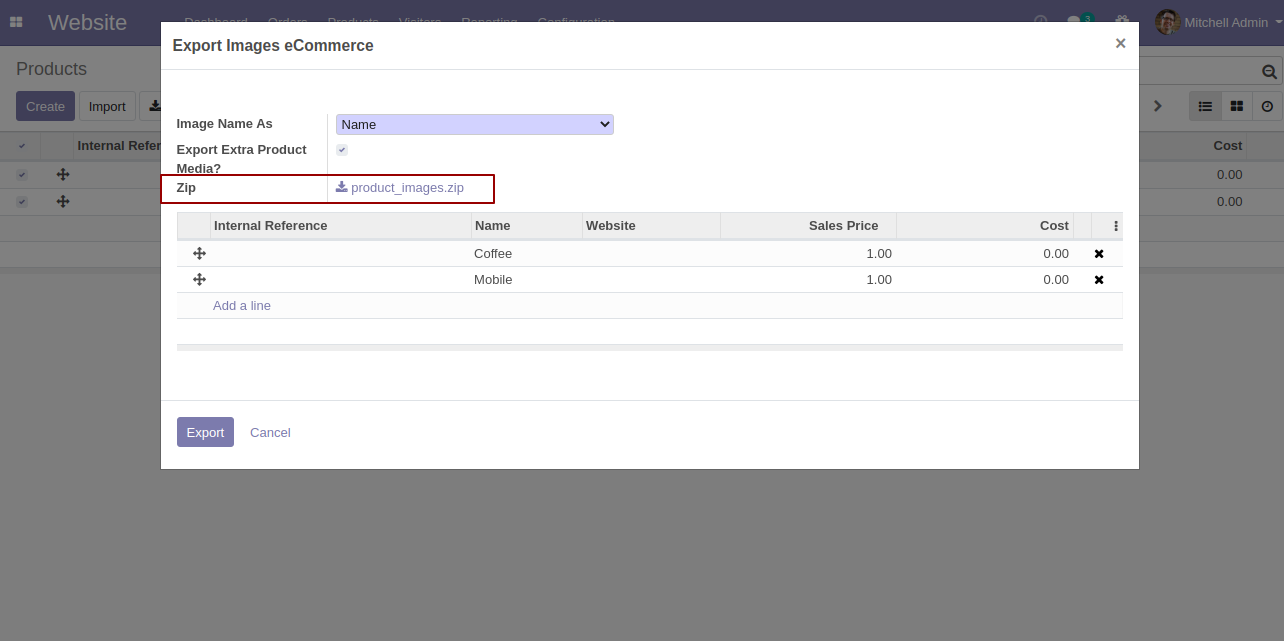 Website
Dashboard Orders Products Visitors Reporting Configuration
3
Mitchell Admin
Export Images eCommerce
×
Products
Create Import
Image Name As Name
Export Extra Product
Media?
Zip product_images.zip
Internal Refer
Cost
0.00
0.00
Internal Reference Name Website Sales Price Cost
Coffee 1.00 0.00
Mobile 1.00 0.00
Add a line
Export Cancel